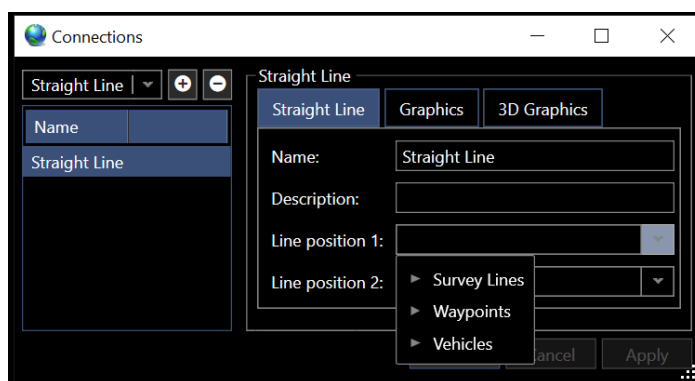 Connections
Straight Line
Straight Line
Straight Line Graphics 3D Graphics
Name
Straight Line
Name: Straight Line
Description:
Line position 1:
Line position 2:
Survey Lines
Waypoints
Vehicles
Apply